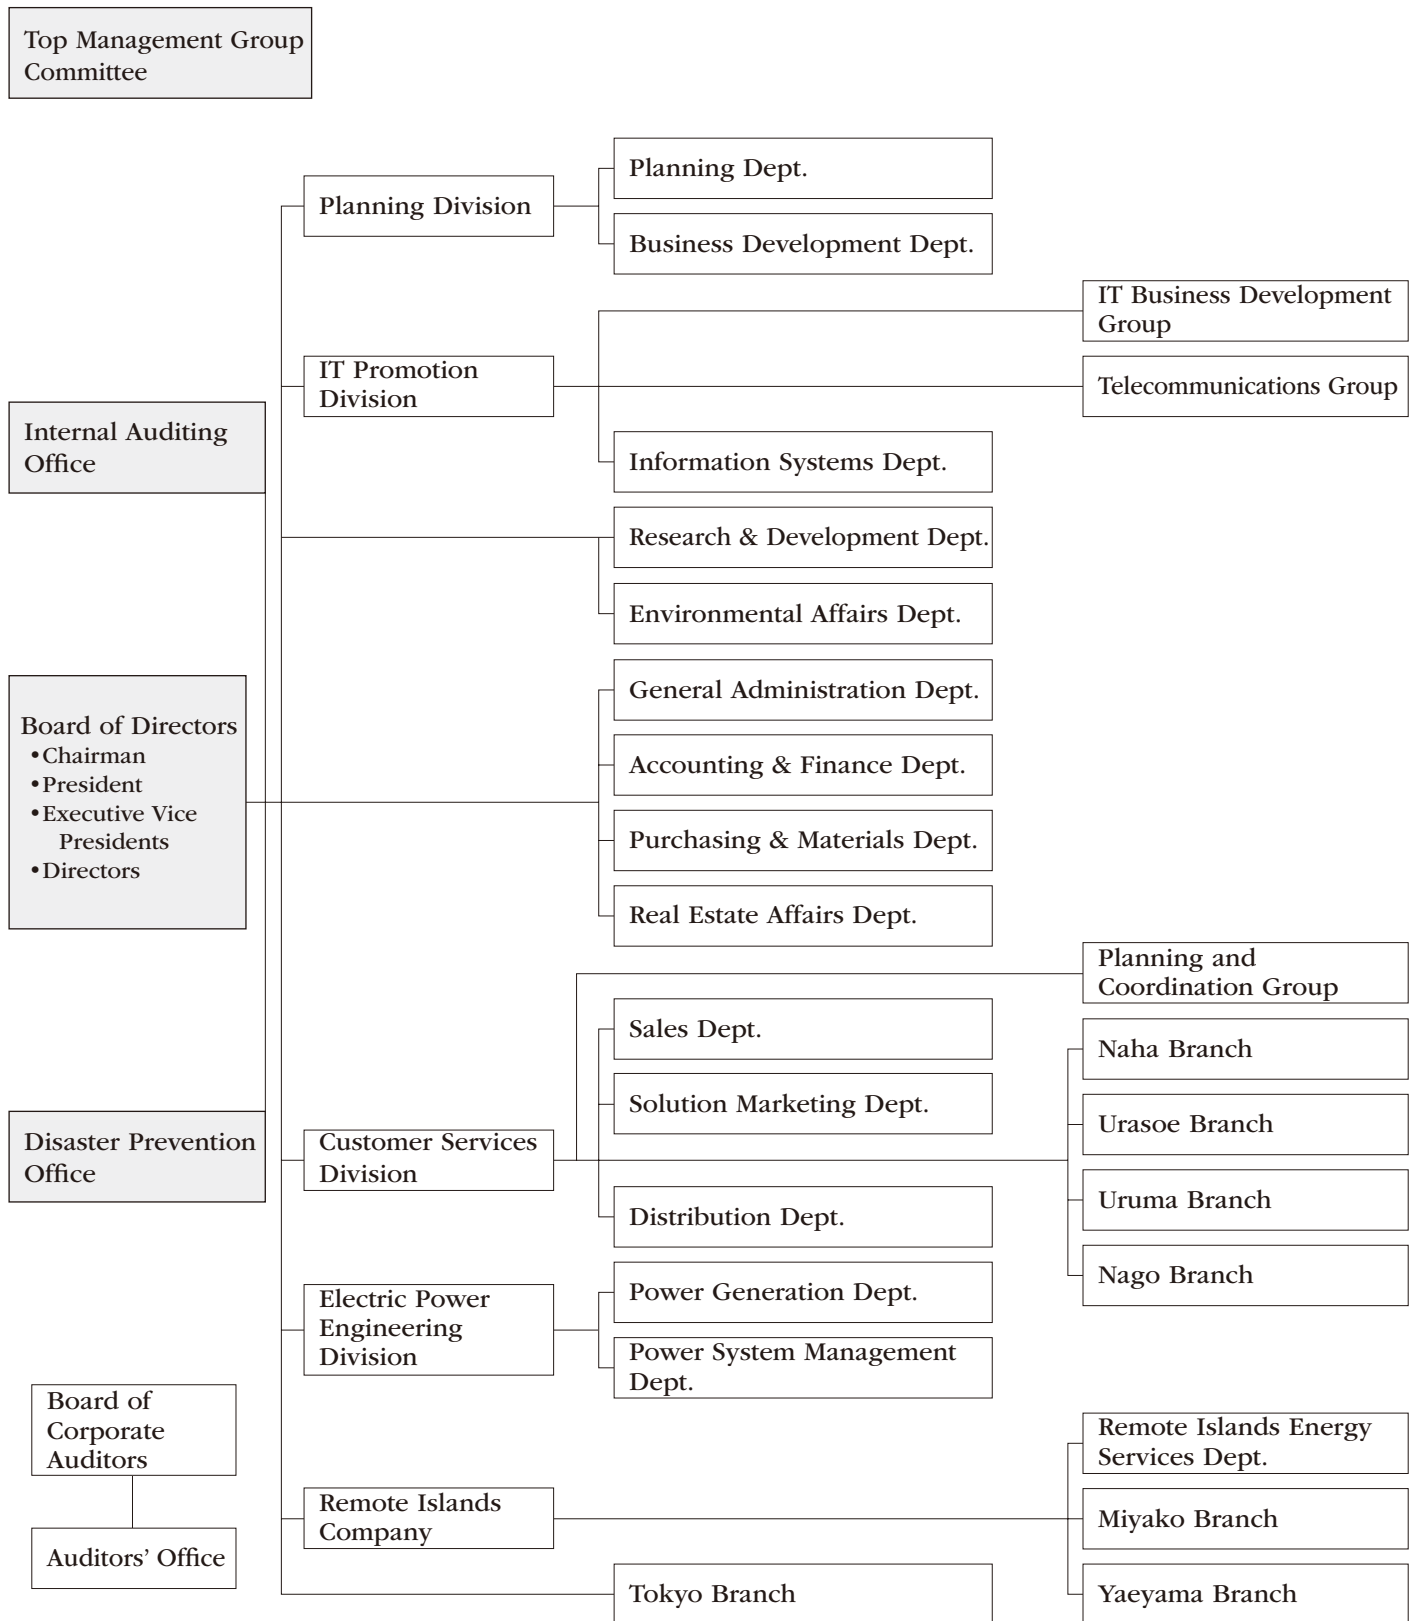 Top Management Group
Committee
Planning Dept.
Planning Division
Business Development Dept.
IT Business Development
Group
IT Promotion
Division
Telecommunications Group
Internal Auditing
Office
Information Systems Dept.
Research & Development Dept.
Environmental Affairs Dept.
General Administration Dept.
Board of Directors
•Chairman
•President
•Executive Vice
Presidents
•Directors
Accounting & Finance Dept.
Purchasing & Materials Dept.
Real Estate Affairs Dept.
Planning and
Coordination Group
Sales Dept.
Naha Branch
Solution Marketing Dept.
Urasoe Branch
Disaster Prevention
Office
Customer Services
Division
Uruma Branch
Distribution Dept.
Nago Branch
Electric Power
Engineering
Division
Power Generation Dept.
Power System Management
Dept.
Board of
Corporate
Auditors
Remote Islands Energy
Services Dept.
Remote Islands
Company
Miyako Branch
Auditors’ Office
Tokyo Branch
Yaeyama Branch